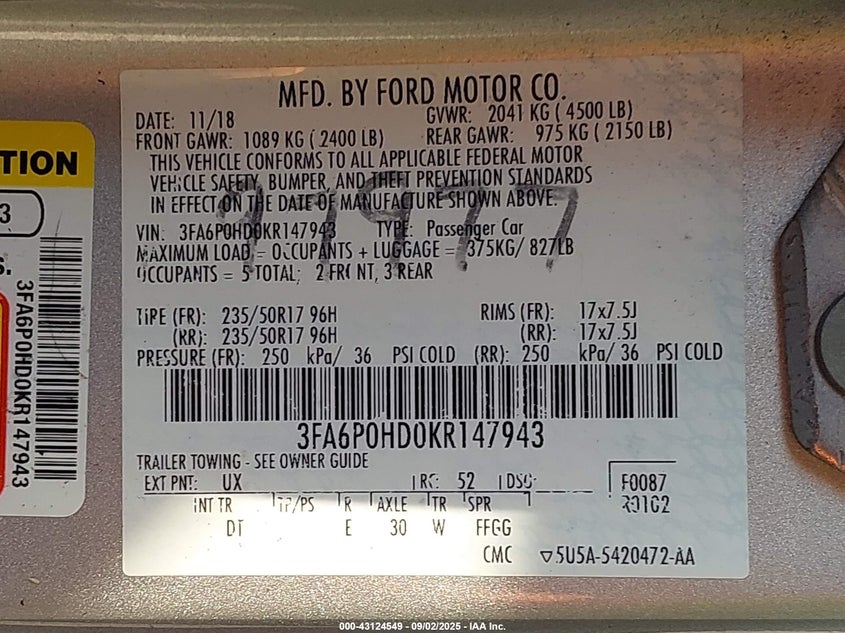 MFD. BY FORD MOTOR CO.
DATE: 11/18 GVWR: 2041 KG ( 4500 LB)
FRONT GAWR: 1089 KG ( 2400 LB) REAR GAWR: 975 KG ( 2150 LB)
THIS VEHICLE CONFORMS TO ALL APPLICABLE FEDERAL MOTOR
VEHICLE SAFETY, BUMPER, AND THEFT PREVENTION STANDARDS
IN EFFECT ON THE DATE OF MANUFACTURE SHOWN ABOVE.
VIN: 3FA6P0HD0KR147943 TYPE: Passenger Car
MAXIMUM LOAD = OCCUPANTS + LUGGAGE = 375KG/ 827LB
OCCUPANTS = 5 TOTAL; 2 FRONT, 3 REAR
TIRE (FR): 235/50R17 96H RIMS (FR): 17x7.5J
(RR): 235/50R17 96H (RR): 17x7.5J
PRESSURE (FR): 250 kPa/ 36 PSI COLD (RR): 250 kPa/ 36 PSI COLD
3FA6P0HD0KR147943
TRAILER TOWING - SEE OWNER GUIDE
EXT PNT: UX RC: 52 DSO: F0087
INT TR TP/PS R AXLE TR SPR
DT E 30 W FFGG
CMC ▽5U5A-5420472-AA
TION
3
S.
3FA6P0HD0KR147943
000-43124549 - 09/02/2025 - IAA Inc.